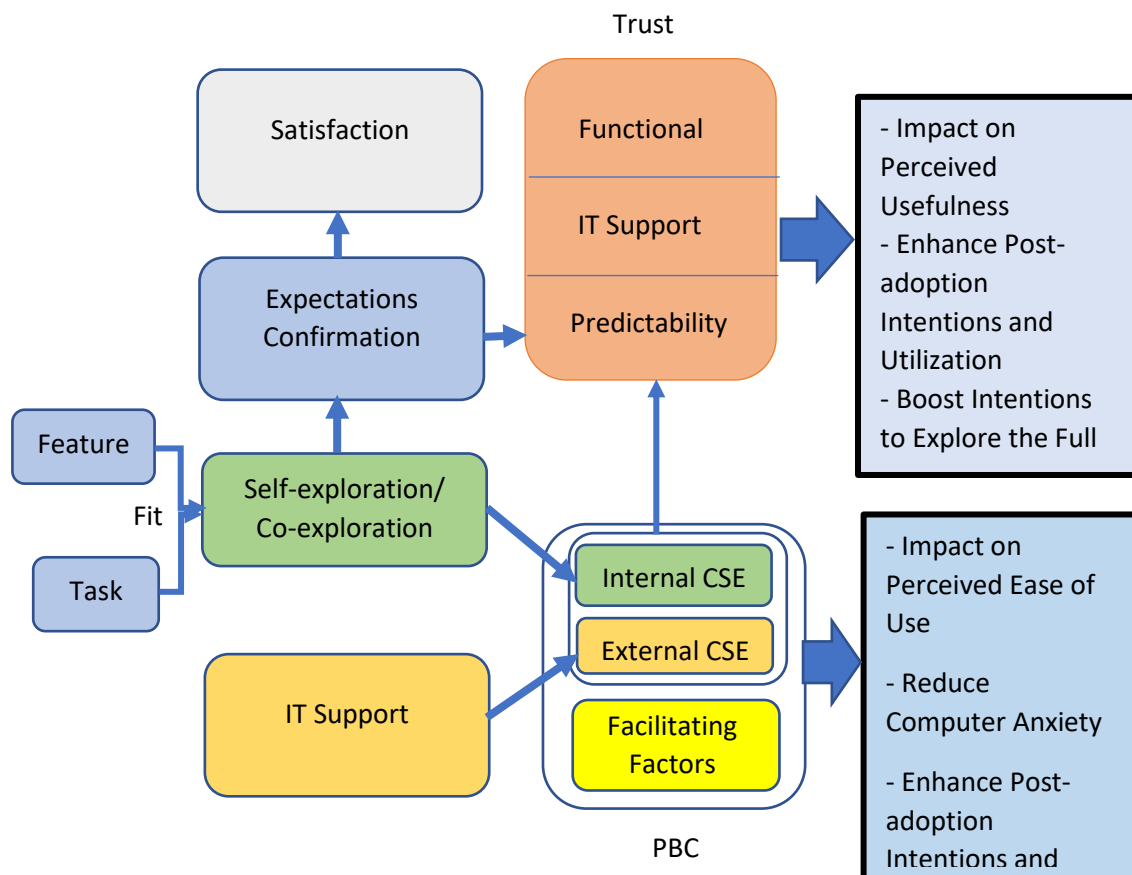 Trust
Satisfaction
Functional
IT Support
Predictability
- Impact on
Perceived
Usefulness
- Enhance Post-
adoption
Intentions and
Utilization
- Boost Intentions
to Explore the Full
Expectations
Confirmation
Feature
Fit
Task
Self-exploration/
Co-exploration
Internal CSE
External CSE
IT Support
Facilitating
Factors
PBC
- Impact on
Perceived Ease of
Use
- Reduce
Computer Anxiety
- Enhance Post-
adoption
Intentions and